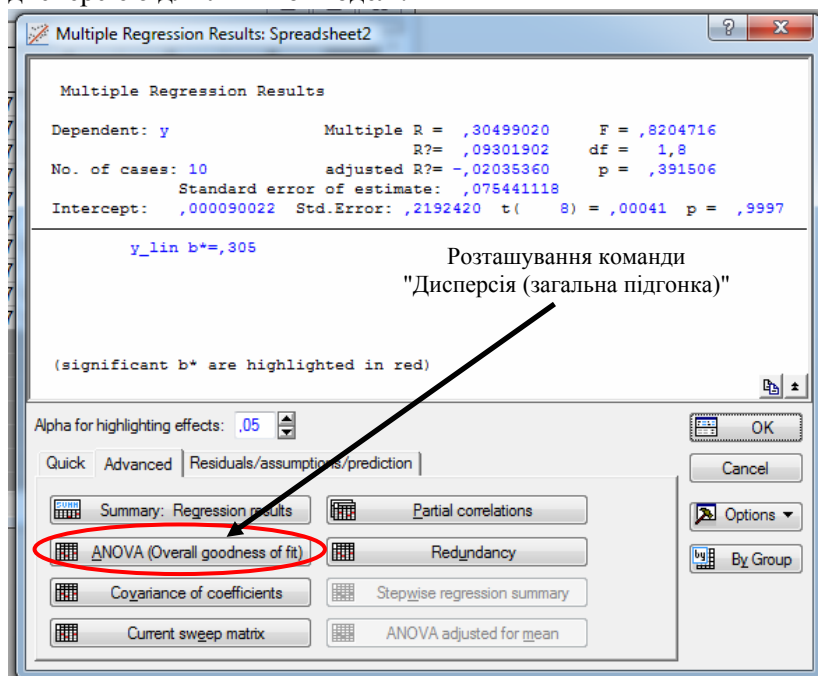 Multiple Regression Results: Spreadsheet2
Multiple Regression Results
Dependent: y Multiple R = ,30499020 F = ,8204716
R?= ,09301902 df = 1,8
No. of cases: 10 adjusted R?= -,02035360 p = ,391506
Standard error of estimate: ,075441118
Intercept: ,000090022 Std.Error: ,2192420 t( 8) = ,00041 p = ,9997
y_lin b*=,305
Розташування команди
"Дисперсія (загальна підгонка)"
(significant b* are highlighted in red)
Alpha for highlighting effects: ,05
OK
Quick Advanced Residuals/assumptions/prediction
Cancel
Summary: Regression results Partial correlations
Options
ANOVA (Overall goodness of fit) Redundancy
By Group
Covariance of coefficients Stepwise regression summary
Current sweep matrix ANOVA adjusted for mean